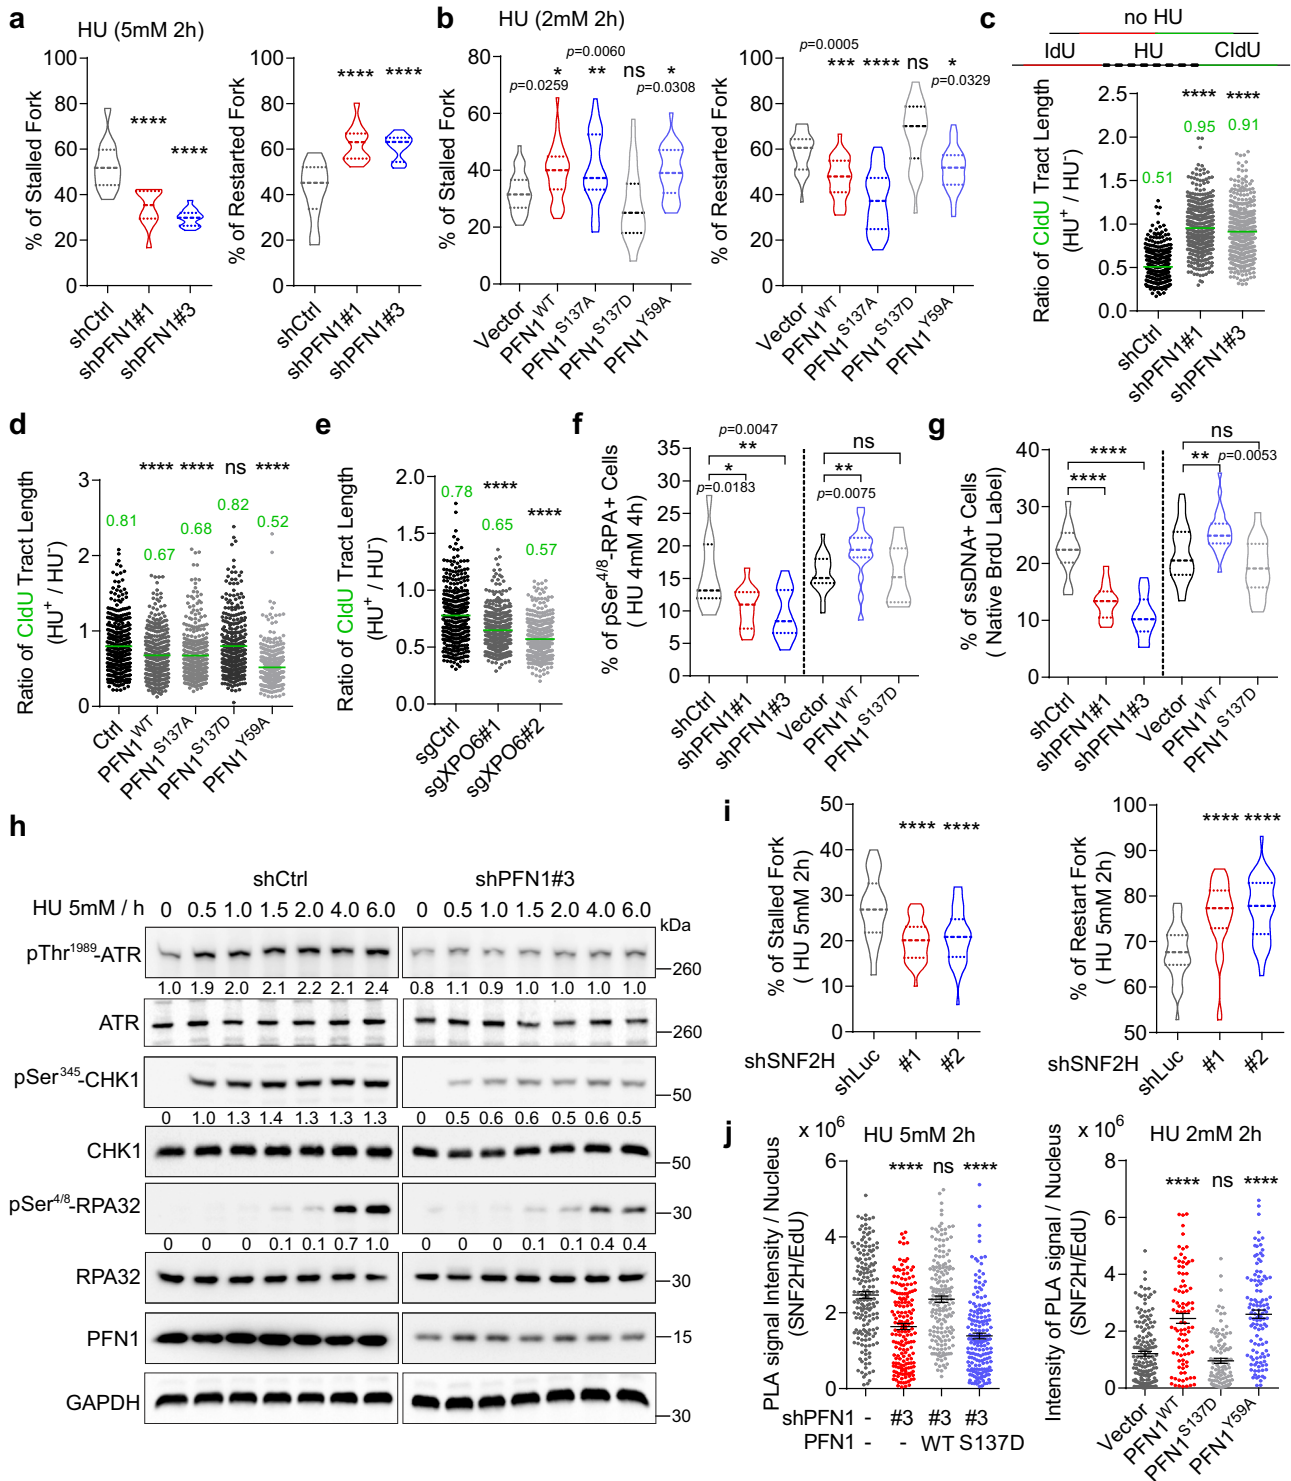 a
HU (5mM 2h)
% of Stalled Fork
100
80
60
40
20
0
****
****
shCtrl
shPFN1#1
shPFN1#3
% of Restarted Fork
100
80
60
40
20
0
**** ****
shCtrl
shPFN1#1
shPFN1#3
b
HU (2mM 2h)
% of Stalled Fork
80
60
40
20
0
p=0.0060
* ** ns *
p=0.0259
p=0.0308
Vector
PFN1 WT
PFN1 S137A
PFN1 S137D
PFN1 Y59A
% of Restarted Fork
100
80
60
40
20
0
p=0.0005
*** **** ns *
p=0.0329
Vector
PFN1 WT
PFN1 S137A
PFN1 S137D
PFN1 Y59A
c
no HU
IdU HU CldU
Ratio of CldU Tract Length
(HU+ / HU-)
2.5
2.0
1.5
1.0
0.5
0.0
**** ****
0.51
0.95 0.91
shCtrl
shPFN1#1
shPFN1#3
d
Ratio of CldU Tract Length
(HU+ / HU-)
3
2
1
0
**** **** ns ****
0.81 0.67 0.68 0.82 0.52
Ctrl
PFN1 WT
PFN1 S137A
PFN1 S137D
PFN1 Y59A
e
Ratio of CldU Tract Length
(HU+ / HU-)
2.0
1.5
1.0
0.5
0.0
0.78
****
0.65
****
0.57
sgCtrl
sgXPO6#1
sgXPO6#2
f
% of pSer4/8-RPA+ Cells
( HU 4mM 4h)
35
30
25
20
15
10
5
0
p=0.0047
**
*
p=0.0183
ns
**
p=0.0075
shCtrl
shPFN1#1
shPFN1#3
Vector
PFN1 WT
PFN1 S137D
g
% of ssDNA+ Cells
( Native BrdU Label)
40
30
20
10
0
****
****
ns
** p=0.0053
shCtrl
shPFN1#1
shPFN1#3
Vector
PFN1 WT
PFN1 S137D
h
shCtrl shPFN1#3
HU 5mM / h 0 0.5 1.0 1.5 2.0 4.0 6.0 0 0.5 1.0 1.5 2.0 4.0 6.0
kDa
pThr1989-ATR
260
1.0 1.9 2.0 2.1 2.2 2.1 2.4 0.8 1.1 0.9 1.0 1.0 1.0 1.0
ATR
260
pSer345-CHK1
50
0 1.0 1.3 1.4 1.3 1.3 1.3 0 0.5 0.6 0.6 0.5 0.6 0.5
CHK1
50
pSer4/8-RPA32
30
0 0 0 0.1 0.1 0.7 1.0 0 0 0 0.1 0.1 0.4 0.4
RPA32
30
PFN1
15
GAPDH
30
i
% of Stalled Fork
( HU 5mM 2h)
50
40
30
20
10
0
**** ****
shSNF2H
shLuc
#1
#2
% of Restart Fork
( HU 5mM 2h)
100
90
80
70
60
50
**** ****
shSNF2H
shLuc
#1
#2
j
x 10 6
HU 5mM 2h
PLA signal Intensity / Nucleus
(SNF2H/EdU)
6
4
2
0
**** ns ****
shPFN1 - #3 #3 #3
PFN1 - - WT S137D
x 10 6
HU 2mM 2h
Intensity of PLA signal / Nucleus
(SNF2H/EdU)
6
4
2
0
**** ns ****
Vector
PFN1 WT
PFN1 S137D
PFN1 Y59A